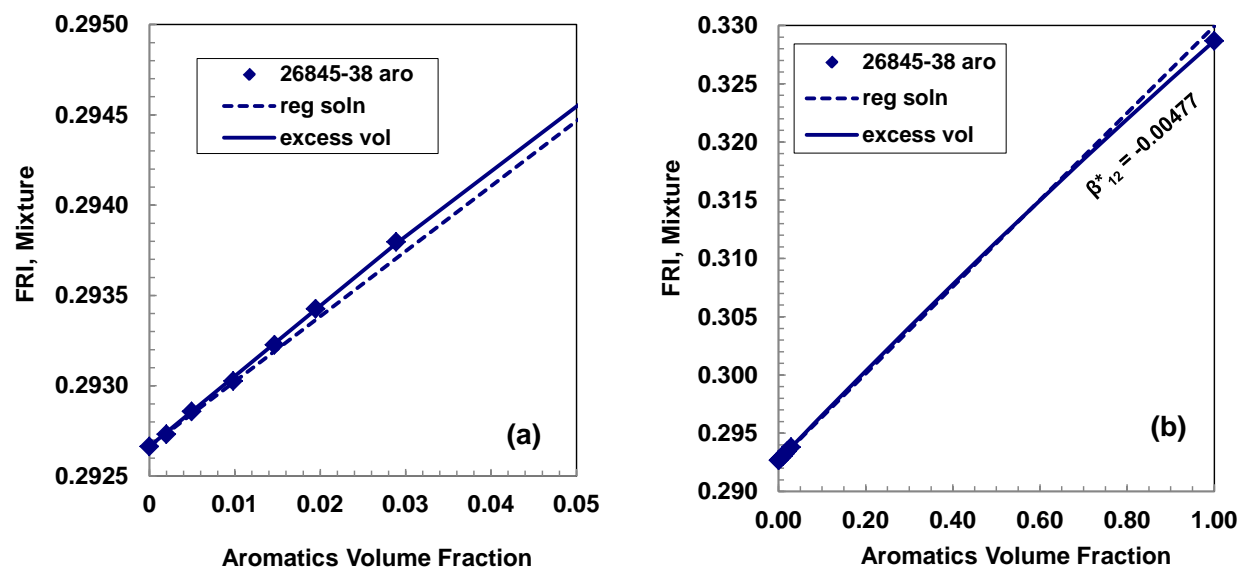 0.2950
0.2945
0.2940
0.2935
0.2930
0.2925
FRI, Mixture
26845-38 aro
reg soln
excess vol
(a)
0 0.01 0.02 0.03 0.04 0.05
Aromatics Volume Fraction
0.330
0.325
0.320
0.315
0.310
0.305
0.300
0.295
0.290
FRI, Mixture
26845-38 aro
reg soln
excess vol
β*12 = -0.00477
(b)
0.00 0.20 0.40 0.60 0.80 1.00
Aromatics Volume Fraction